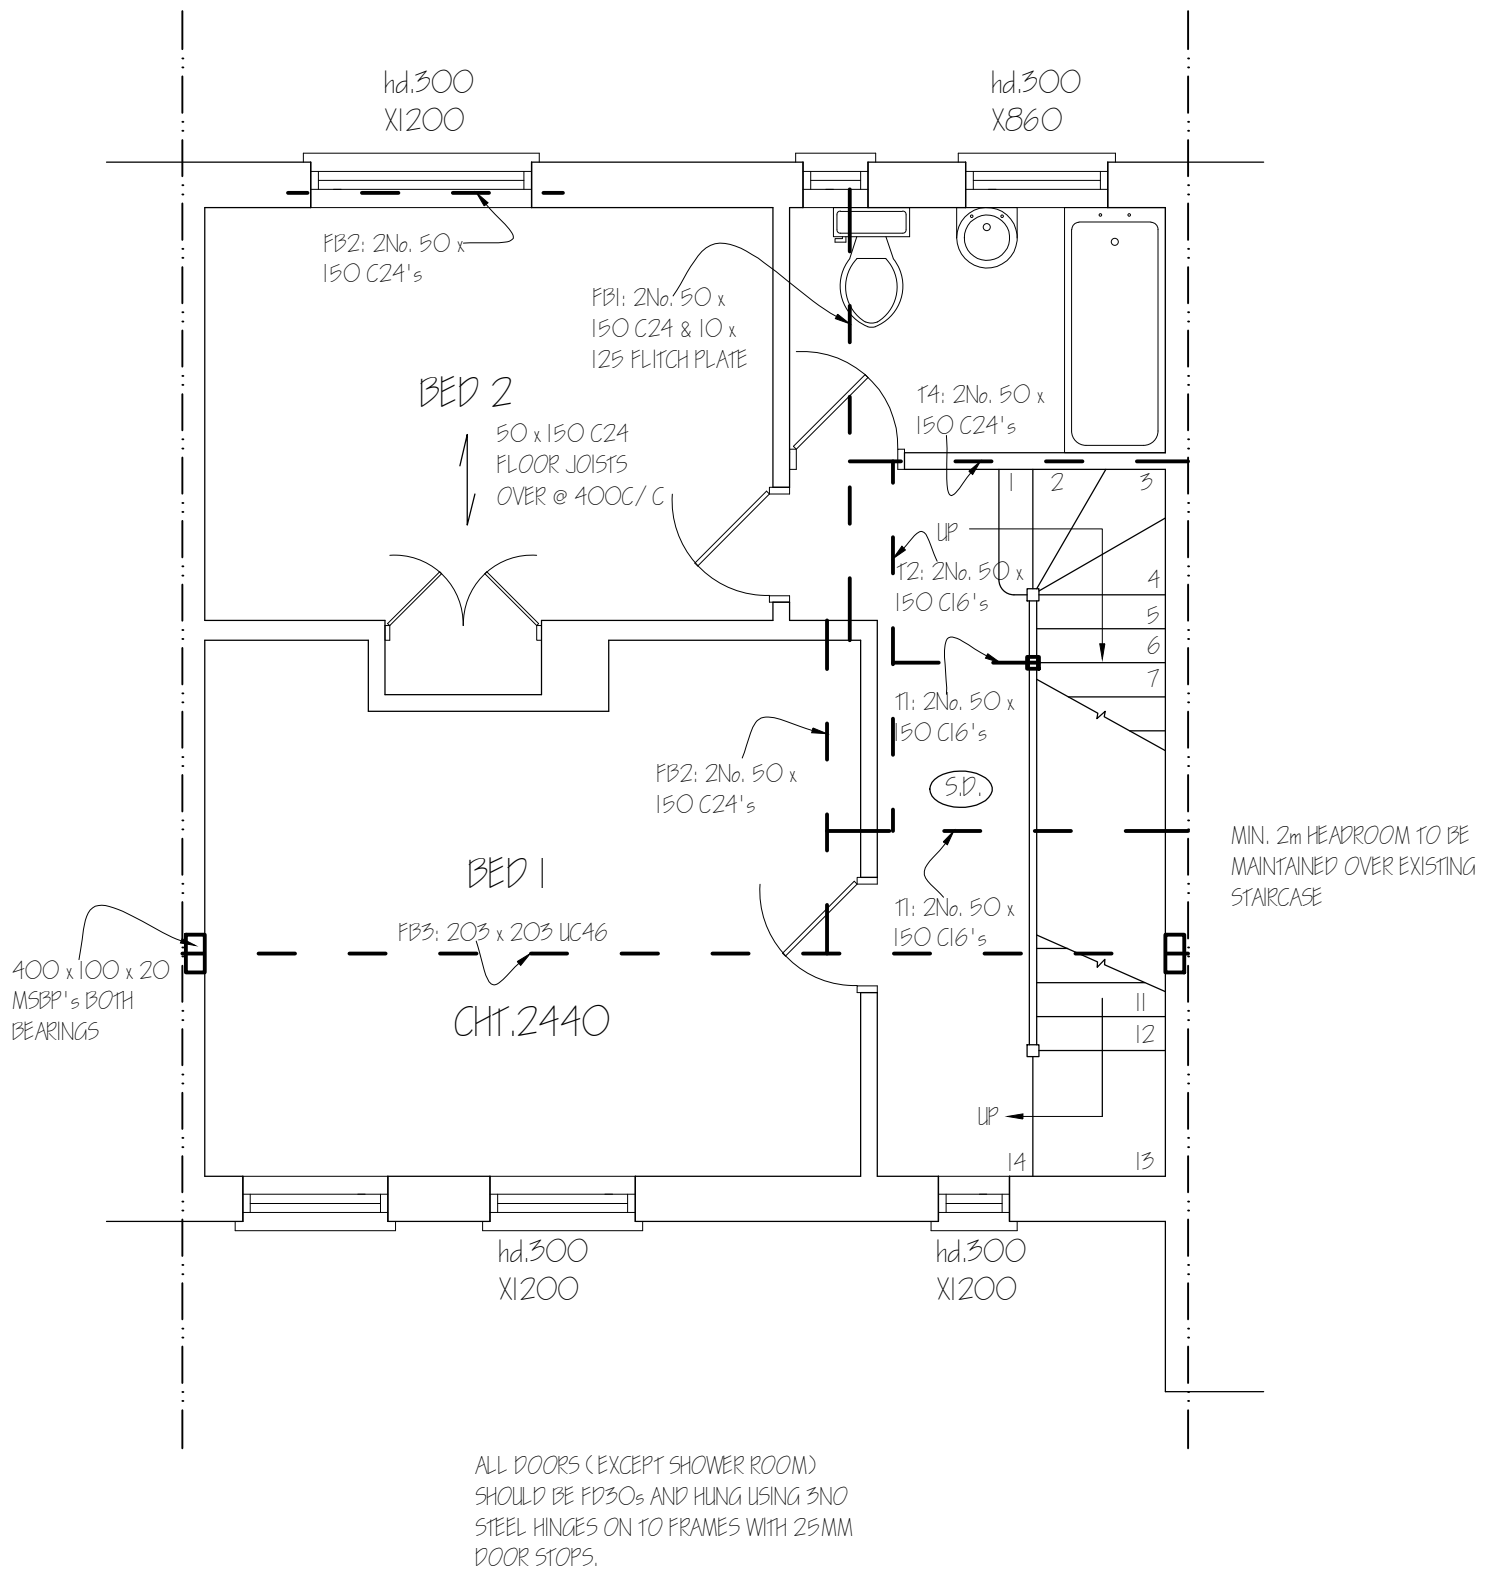 hd.300
X1200
hd.300
X860
FB2: 2No. 50 x
150 C24's
FB1: 2No. 50 x
150 C24 & 10 x
125 FLITCH PLATE
BED 2
50 x 150 C24
FLOOR JOISTS
OVER @ 400C/ C
T4: 2No. 50 x
150 C24's
1
2
3
UP
T2: 2No. 50 x
150 C16's
4
5
6
7
T1: 2No. 50 x
150 C16's
FB2: 2No. 50 x
150 C24's
S.D.
MIN. 2m HEADROOM TO BE
MAINTAINED OVER EXISTING
STAIRCASE
BED 1
FB3: 203 x 203 UC46
T1: 2No. 50 x
150 C16's
400 x 100 x 20
MSBP's BOTH
BEARINGS
CHT.2440
11
12
UP
14
13
hd.300
X1200
hd.300
X1200
ALL DOORS ( EXCEPT SHOWER ROOM)
SHOULD BE FD30s AND HUNG USING 3NO
STEEL HINGES ON TO FRAMES WITH 25MM
DOOR STOPS.